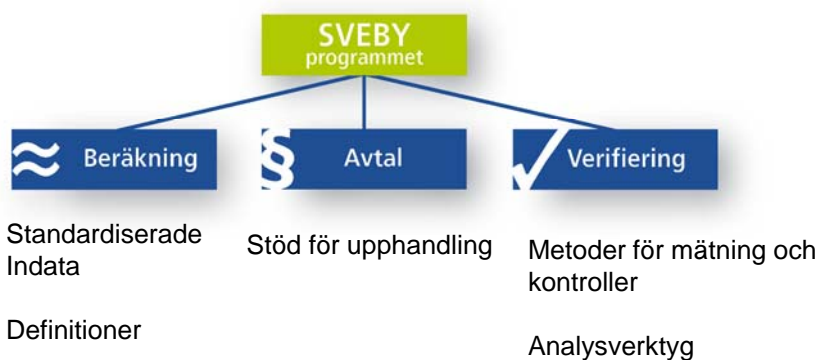 SVEBY
programmet
≈ Beräkning
§ Avtal
✓ Verifiering
Standardiserade
Indata
Definitioner
Stöd för upphandling
Metoder för mätning och
kontroller
Analysverktyg